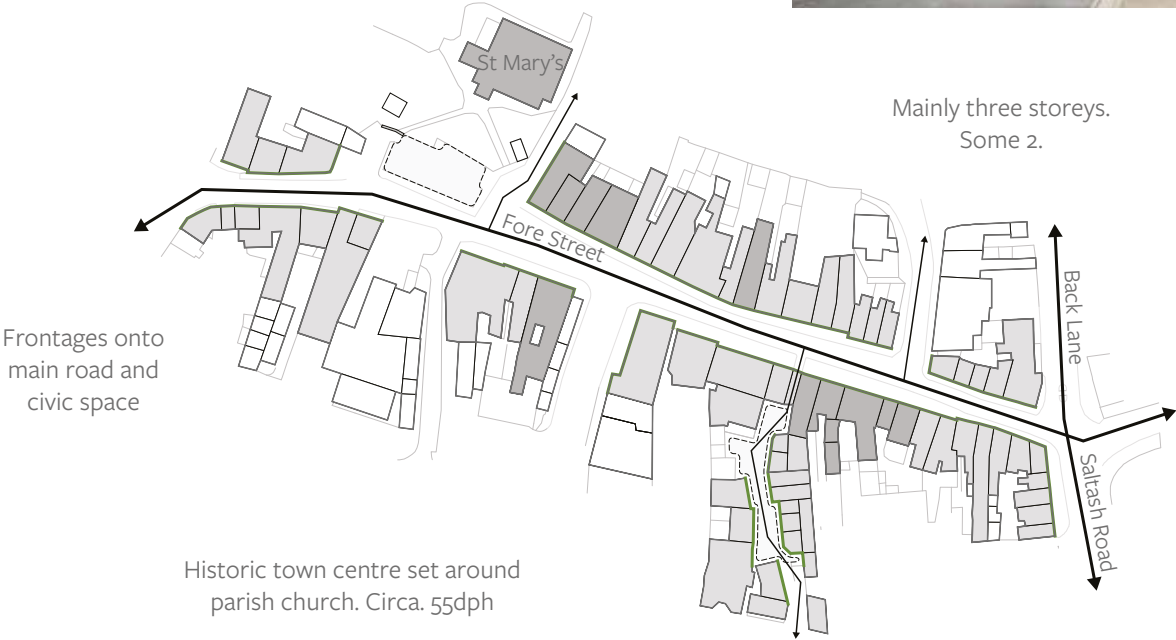 St Mary's
Mainly three storeys.
Some 2.
Fore Street
Back Lane
Frontages onto
main road and
civic space
Saltash Road
Historic town centre set around
parish church. Circa. 55dph